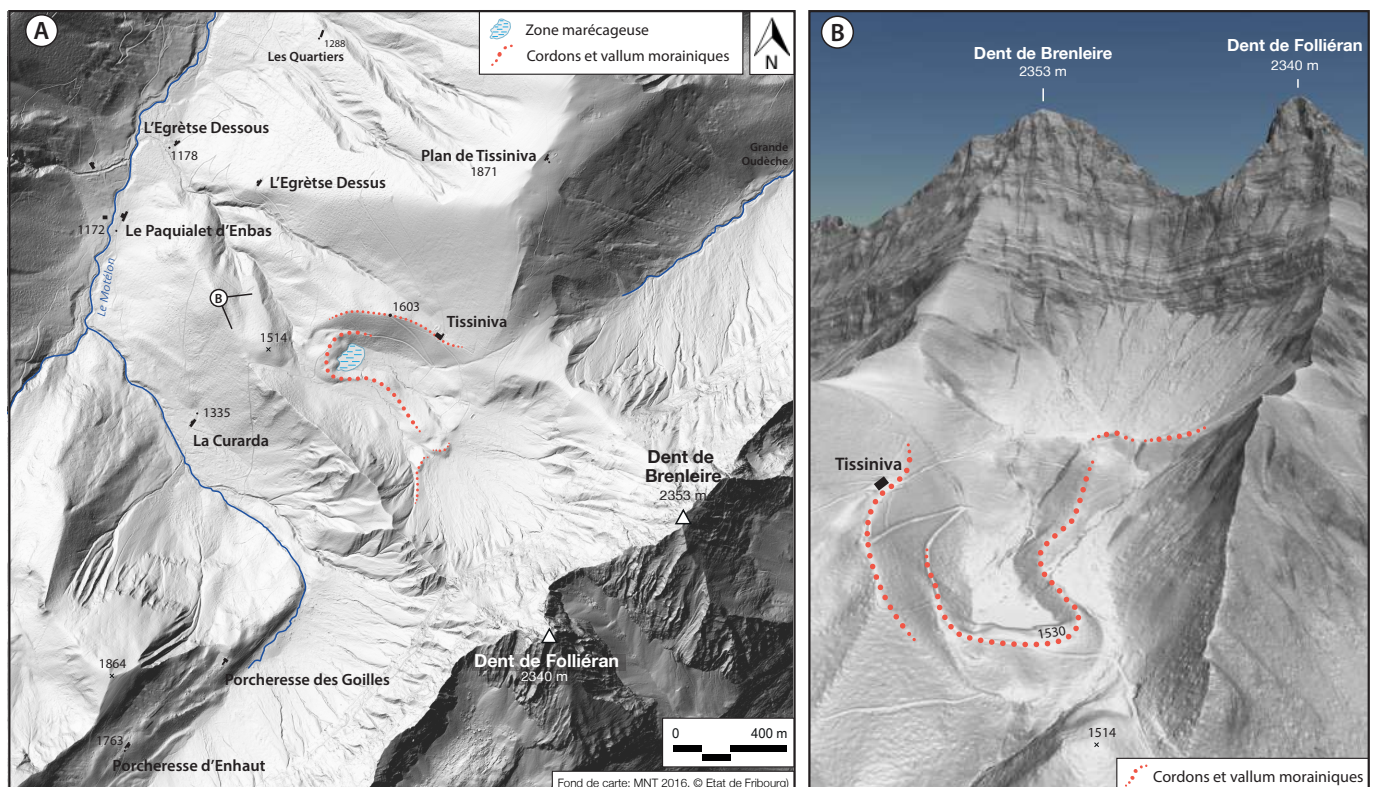 A
Zone marécageuse
Cordons et vallum morainiques
N
1288
Les Quartiers
L'Egrètse Dessous
1178
Plan de Tissiniva
1871
Grande
Oudèche
L'Egrètse Dessus
1172
Le Paquialet d'Enbas
Le Motélon
B
1603
Tissiniva
1514
1335
La Curarda
Dent de
Brenleire
2353 m
Dent de Folliéran
2340 m
1864
Porcheresse des Goilles
1763
Porcheresse d'Enhaut
0 400 m
Fond de carte: MNT 2016, © Etat de Fribourg)
B
Dent de Brenleire
2353 m
Dent de Folliéran
2340 m
Tissiniva
1530
1514
Cordons et vallum morainiques